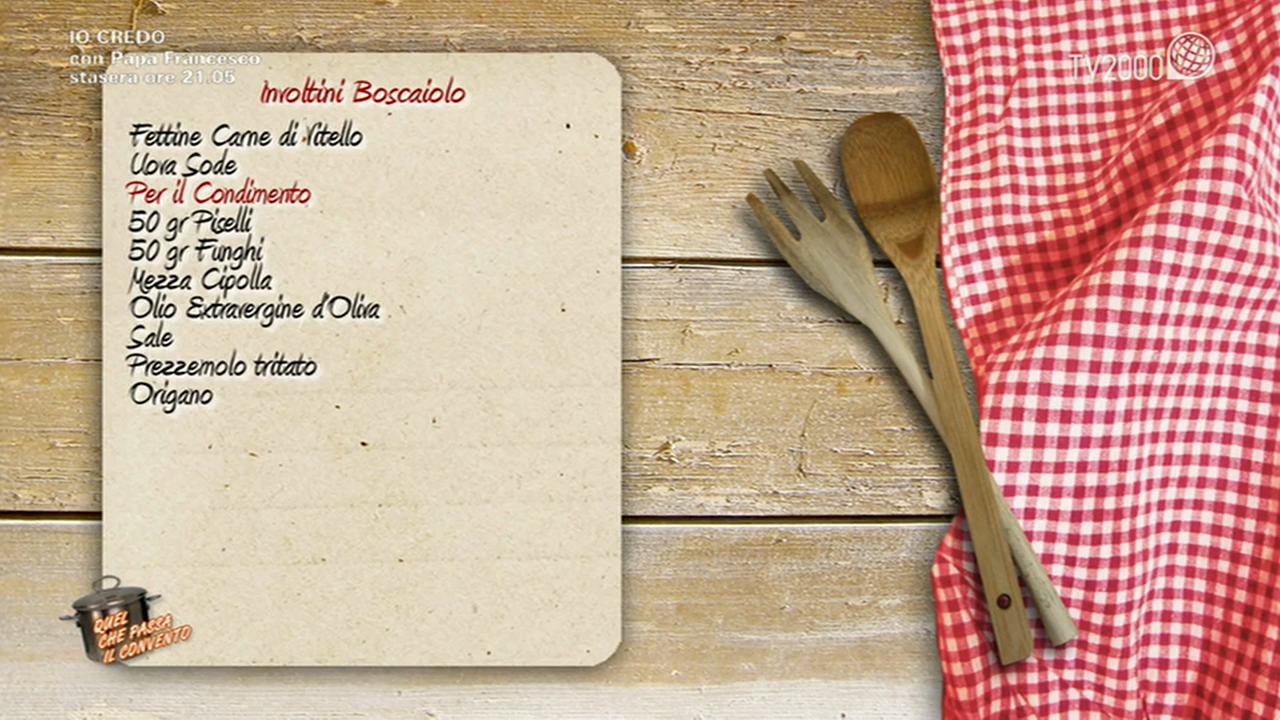 IO CREDO
con Papa Francesco
stasera ore 21.05
TV2000
Involtini Boscaiolo
Fettine Carne di Vitello
Uova Sode
Per il Condimento
50 gr Piselli
50 gr Funghi
Mezza Cipolla
Olio Extravergine d'Oliva
Sale
Prezzemolo tritato
Origano
QUEL
CHE PASSA
IL CONVENTO